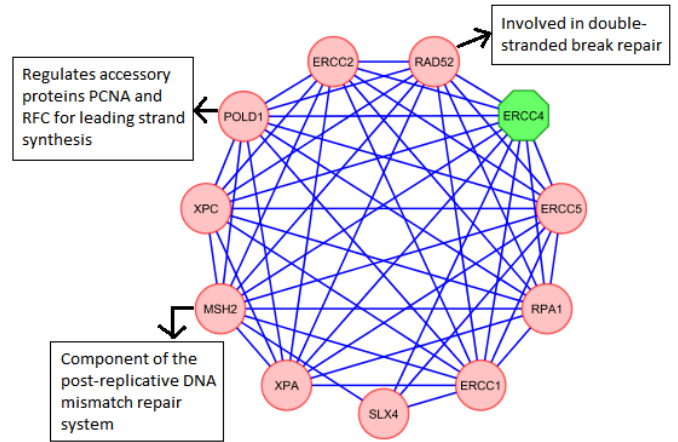 Involved in double-
stranded break repair
Regulates accessory
proteins PCNA and
RFC for leading strand
synthesis
ERCC2
RAD52
POLD1
ERCC4
XPC
ERCC5
MSH2
RPA1
XPA
ERCC1
SLX4
Component of the
post-replicative DNA
mismatch repair
system